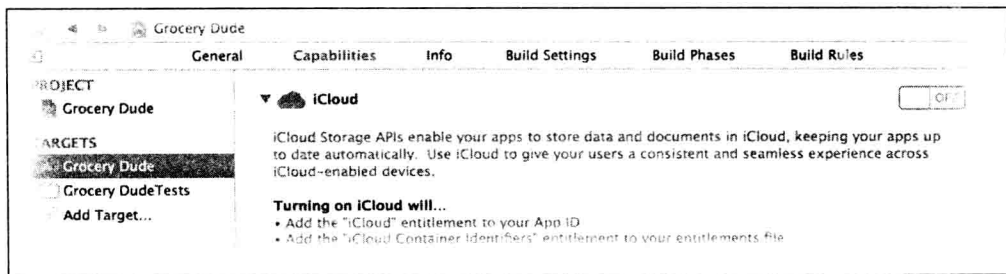 Grocery Dude
General Capabilities Info Build Settings Build Phases Build Rules
PROJECT
Grocery Dude
TARGETS
Grocery Dude
Grocery DudeTests
Add Target...
iCloud OFF
iCloud Storage APIs enable your apps to store data and documents in iCloud, keeping your apps up
to date automatically. Use iCloud to give your users a consistent and seamless experience across
iCloud-enabled devices.
Turning on iCloud will...
• Add the "iCloud" entitlement to your App ID
• Add the "iCloud Container Identifiers" entitlement to your entitlements file